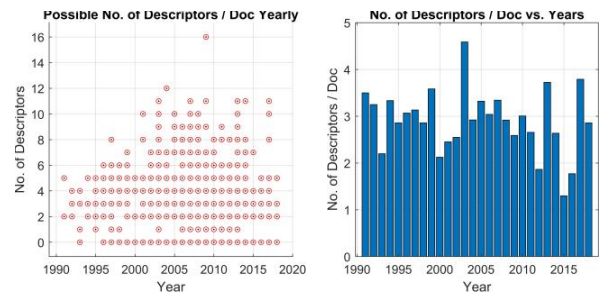 Possible No. of Descriptors / Doc Yearly
No. of Descriptors
16
14
12
10
8
6
4
2
0
1990 1995 2000 2005 2010 2015 2020
Year
No. of Descriptors / Doc vs. Years
No. of Descriptors / Doc
5
4
3
2
1
0
1990 1995 2000 2005 2010 2015
Year